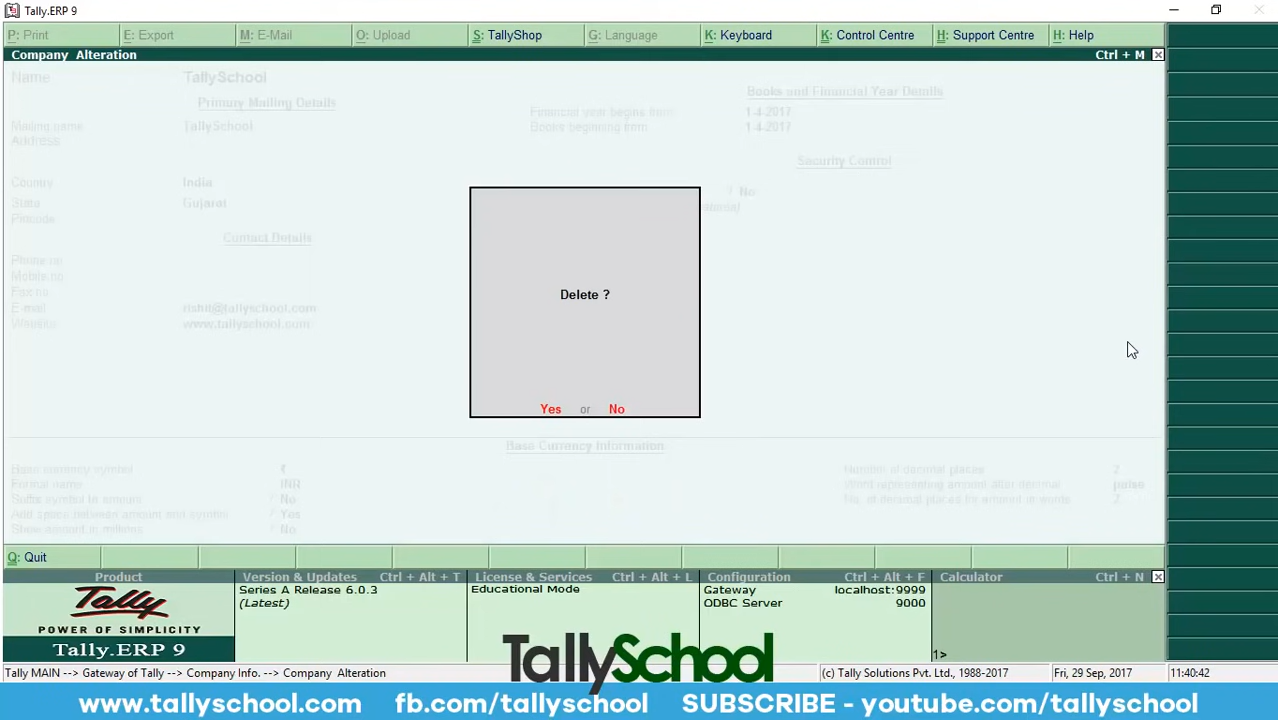 Tally.ERP 9
P: Print E: Export M: E-Mail O: Upload S: TallyShop G: Language K: Keyboard K: Control Centre H: Support Centre H: Help
Company Alteration Ctrl + M
Name TallySchool
Primary Mailing Details
Books and Financial Year Details
Mailing name TallySchool
Address
Financial year begins from 1-4-2017
Books beginning from 1-4-2017
Security Control
? No
Country India
State Gujarat
Pincode
Contact Details
Phone no.
Mobile no.
Fax no.
E-mail rishit@tallyschool.com
Website www.tallyschool.com
Delete ?
Yes or No
Base Currency Information
Base currency symbol ₹
Formal name INR
Suffix symbol to amount ? No
Add space between amount and symbol ? Yes
Show amount in millions ? No
Number of decimal places 2
Word representing amount after decimal paise
No. of decimal places for amount in words 2
Q: Quit
Product
Tally
POWER OF SIMPLICITY
Tally.ERP 9
Version & Updates Ctrl + Alt + T
Series A Release 6.0.3
(Latest)
License & Services Ctrl + Alt + L
Educational Mode
Configuration Ctrl + Alt + F
Gateway localhost:9999
ODBC Server 9000
Calculator Ctrl + N
1>
TallySchool
Tally MAIN --> Gateway of Tally --> Company Info. --> Company Alteration (c) Tally Solutions Pvt. Ltd., 1988-2017 Fri, 29 Sep, 2017 11:40:42
www.tallyschool.com fb.com/tallyschool SUBSCRIBE - youtube.com/tallyschool